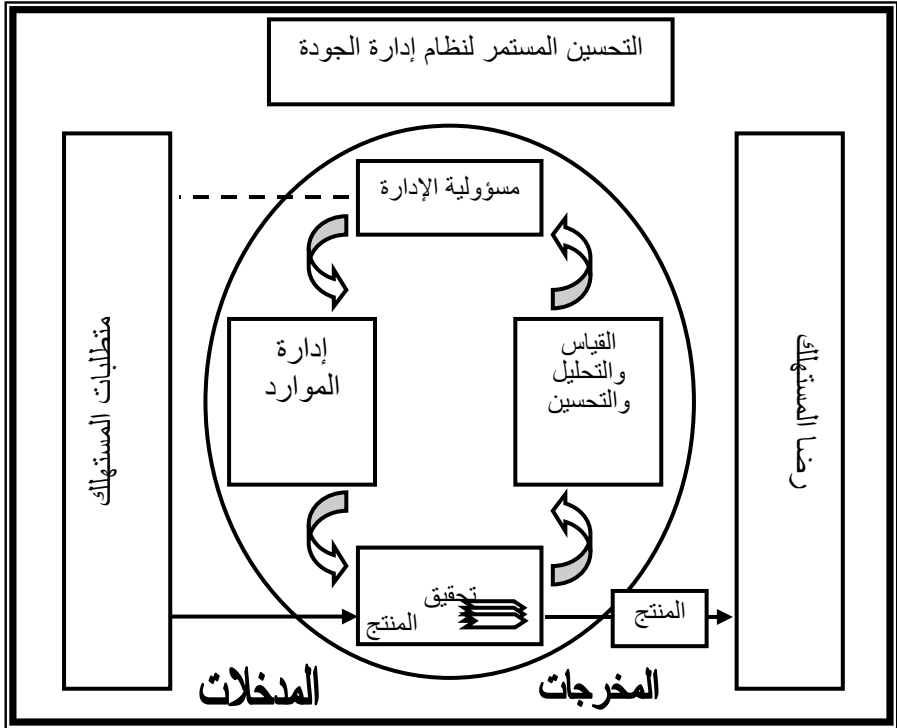 التحسين المستمر لنظام إدارة الجودة
مسؤولية الإدارة
متطلبات المستهلك
رضا المستهلك
إدارة
الموارد
القياس
والتحليل
والتحسين
تحقيق
المنتج
المنتج
المدخلات
المخرجات